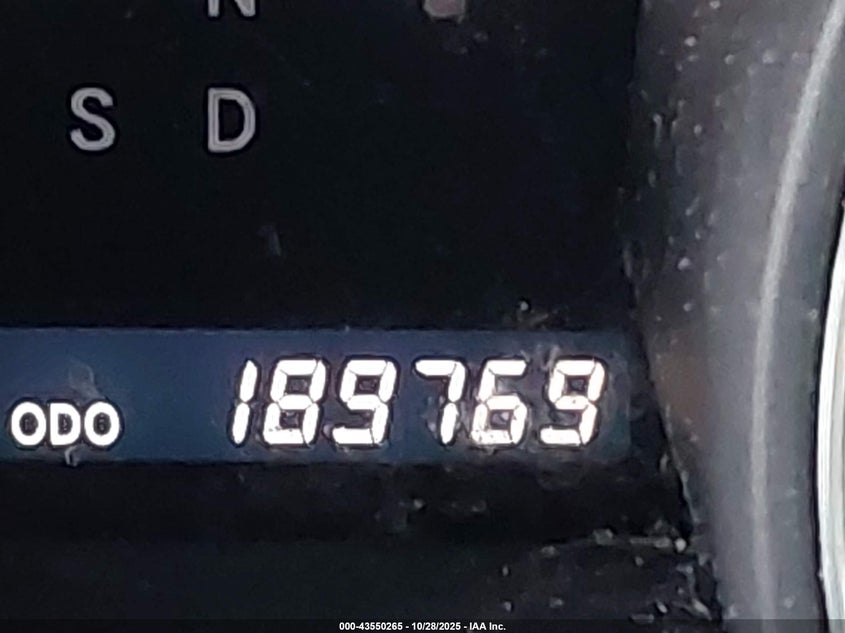 N
S D
ODO 189769
000-43550265 - 10/28/2025 - IAA Inc.